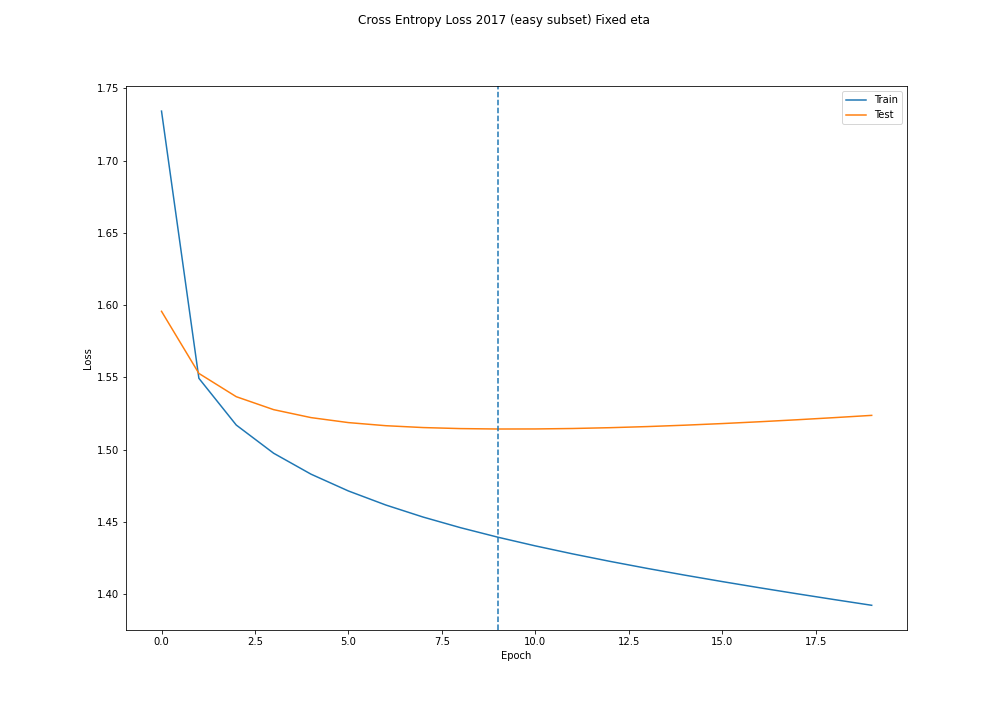 Cross Entropy Loss 2017 (easy subset) Fixed eta
Train
Test
1.75
1.70
1.65
1.60
1.55
1.50
1.45
1.40
Loss
0.0 2.5 5.0 7.5 10.0 12.5 15.0 17.5
Epoch